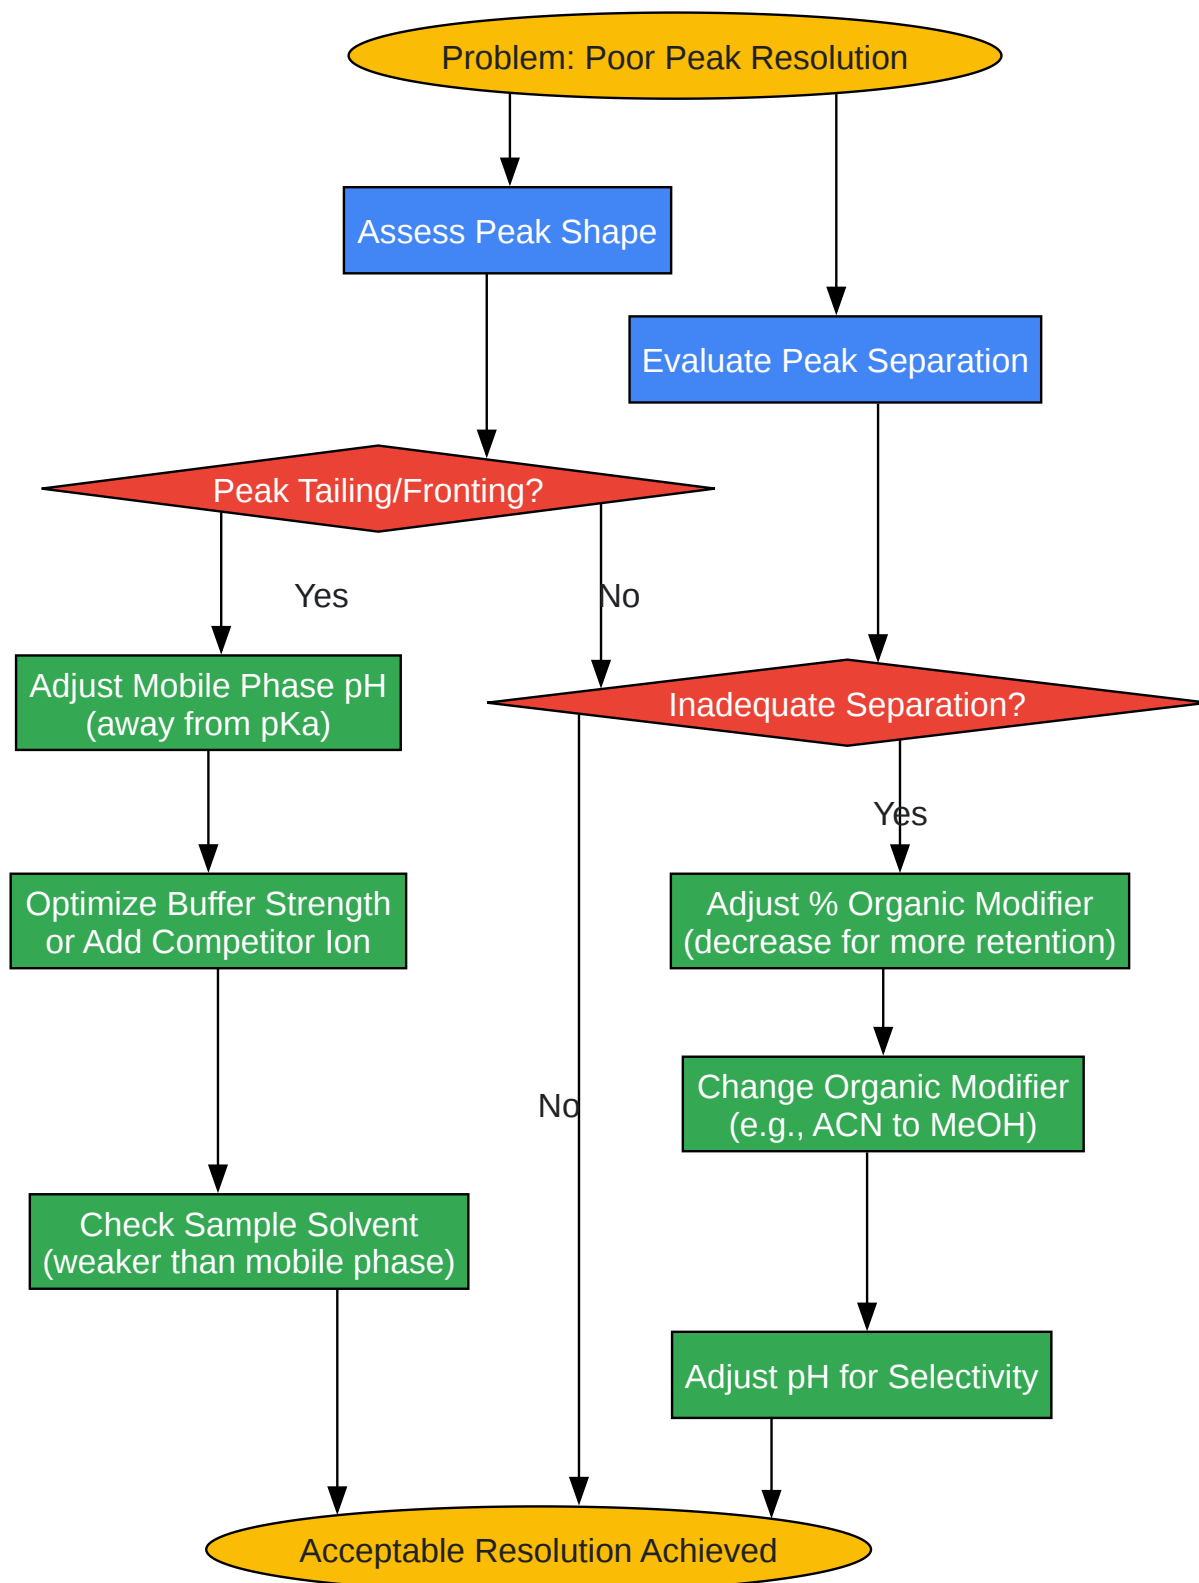 Problem: Poor Peak Resolution
Assess Peak Shape
Evaluate Peak Separation
Peak Tailing/Fronting?
Yes
No
Adjust Mobile Phase pH
(away from pKa)
Inadequate Separation?
Yes
Optimize Buffer Strength
or Add Competitor Ion
Adjust % Organic Modifier
(decrease for more retention)
No
Change Organic Modifier
(e.g., ACN to MeOH)
Check Sample Solvent
(weaker than mobile phase)
Adjust pH for Selectivity
Acceptable Resolution Achieved